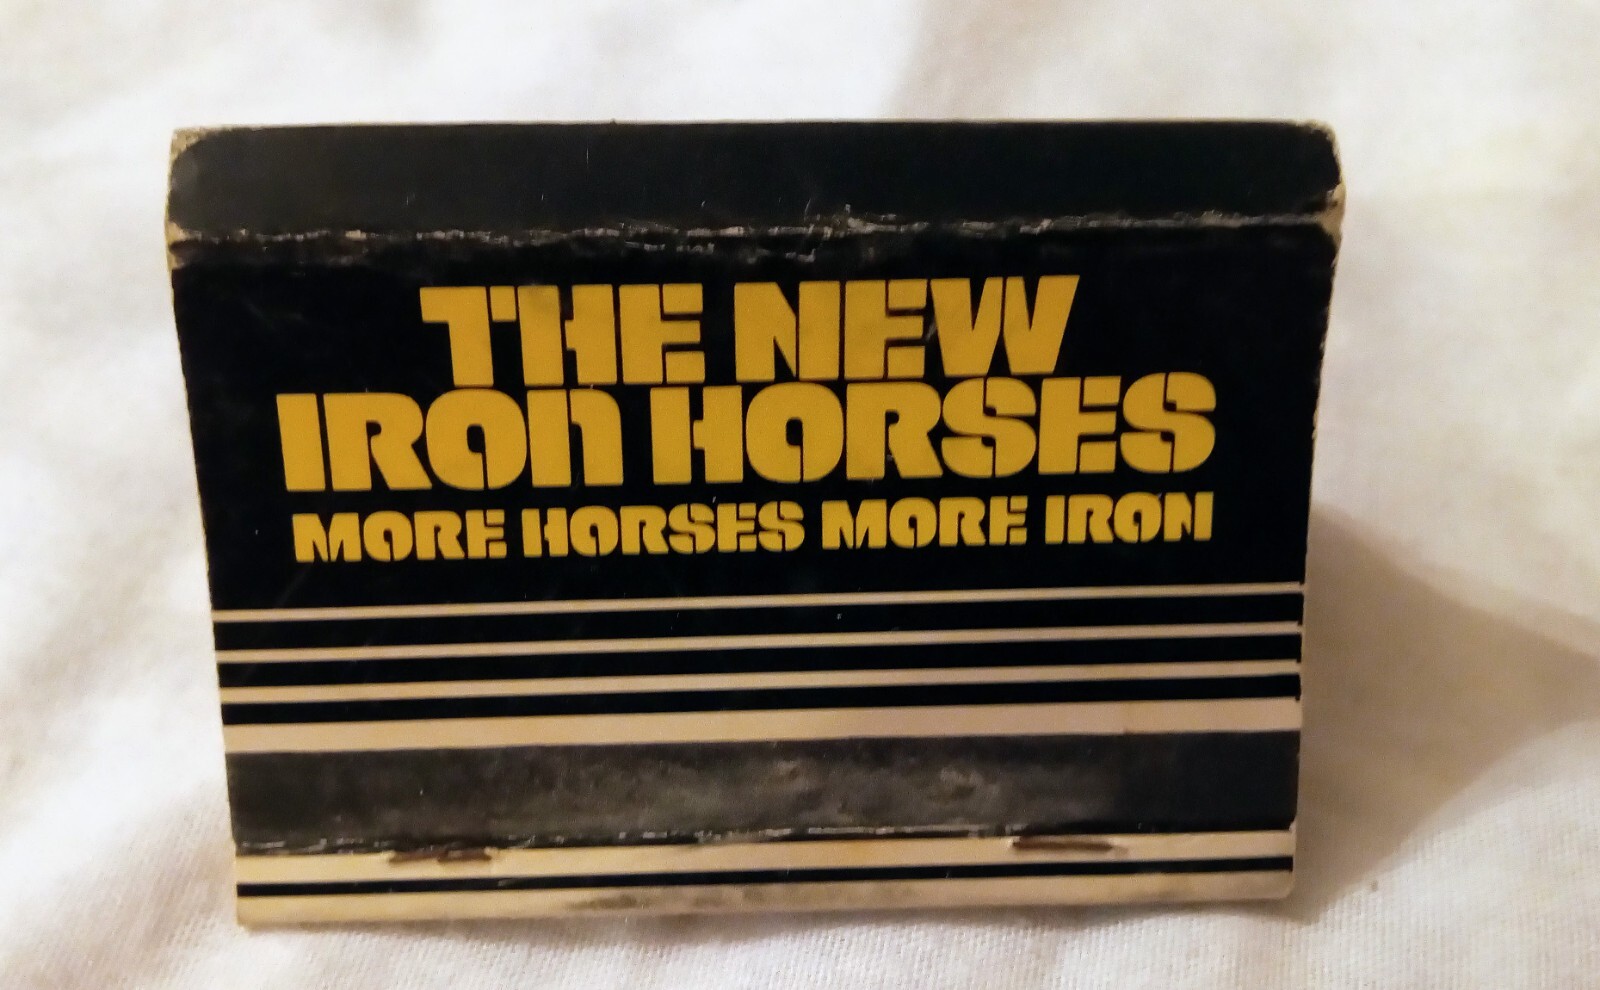 THE NEW
IRON HORSES
MORE HORSES MORE IRON